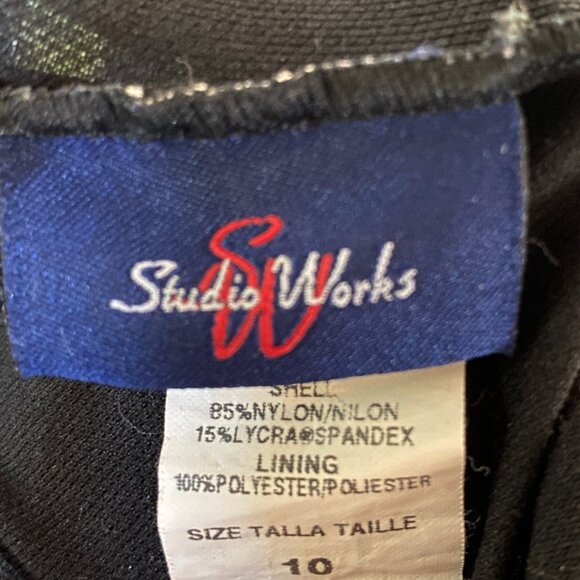 SW
Studio Works
SHELL
85%NYLON/NILON
15%LYCRA®SPANDEX
LINING
100%POLYESTER/POLIESTER
SIZE TALLA TAILLE
10